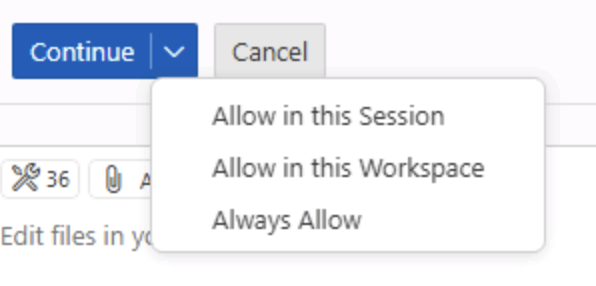 Continue
Cancel
Allow in this Session
Allow in this Workspace
Always Allow
36
A
Edit files in yo